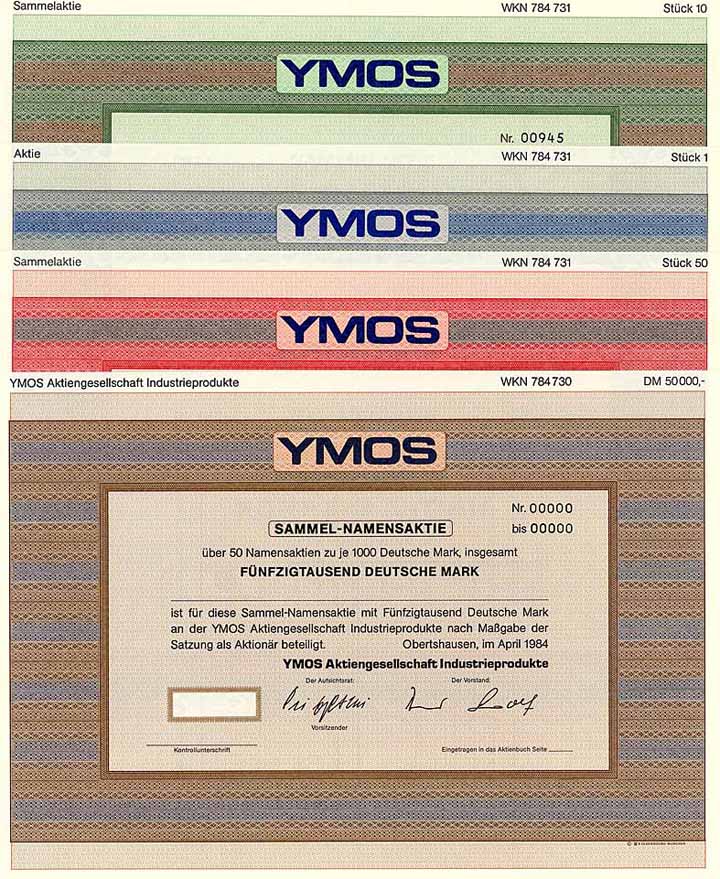 Sammelaktie WKN 784 731 Stück 10
YMOS
Nr. 00945
Aktie WKN 784 731 Stück 1
YMOS
Sammelaktie WKN 784 731 Stück 50
YMOS
YMOS Aktiengesellschaft Industrieprodukte WKN 784 730 DM 50 000,-
YMOS
Nr. 00000
SAMMEL-NAMENSAKTIE bis 00000
über 50 Namensaktien zu je 1000 Deutsche Mark, insgesamt
FÜNFZIGTAUSEND DEUTSCHE MARK
ist für diese Sammel-Namensaktie mit Fünfzigtausend Deutsche Mark
an der YMOS Aktiengesellschaft Industrieprodukte nach Maßgabe der
Satzung als Aktionär beteiligt. Obertshausen, im April 1984
YMOS Aktiengesellschaft Industrieprodukte
Der Aufsichtsrat: Der Vorstand:
Vorsitzender
Kontrollunterschrift Eingetragen in das Aktienbuch Seite